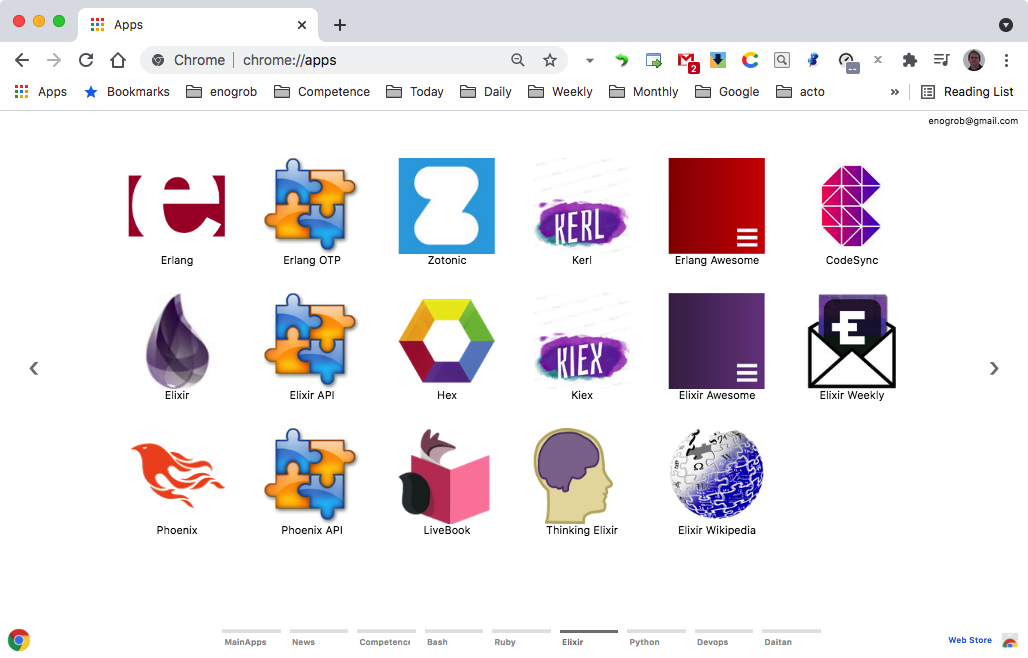 Apps
Chrome chrome://apps
2
Apps Bookmarks enogrob Competence Today Daily Weekly Monthly Google acto » Reading List
enogrob@gmail.com
e
Erlang Erlang OTP Zotonic Kerl Erlang Awesome CodeSync
KERL
Elixir Elixir API Hex Kiex Elixir Awesome Elixir Weekly
KIEX
Phoenix Phoenix API LiveBook Thinking Elixir Elixir Wikipedia
MainApps News Competence Bash Ruby Elixir Python Devops Daitan
Web Store